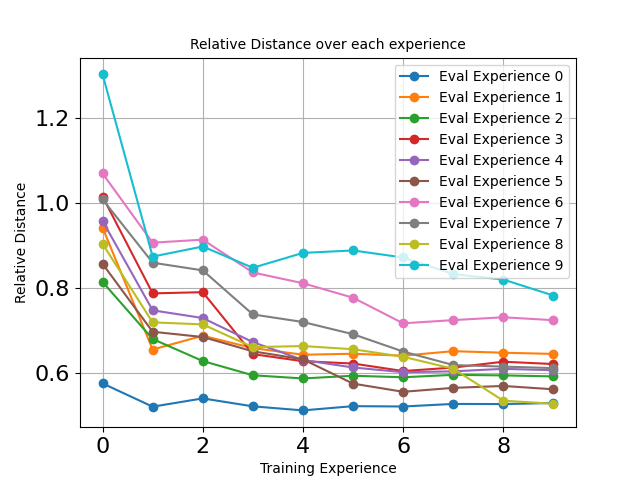 Relative Distance over each experience
Relative Distance
1.2
1.0
0.8
0.6
Eval Experience 0
Eval Experience 1
Eval Experience 2
Eval Experience 3
Eval Experience 4
Eval Experience 5
Eval Experience 6
Eval Experience 7
Eval Experience 8
Eval Experience 9
0 2 4 6 8
Training Experience